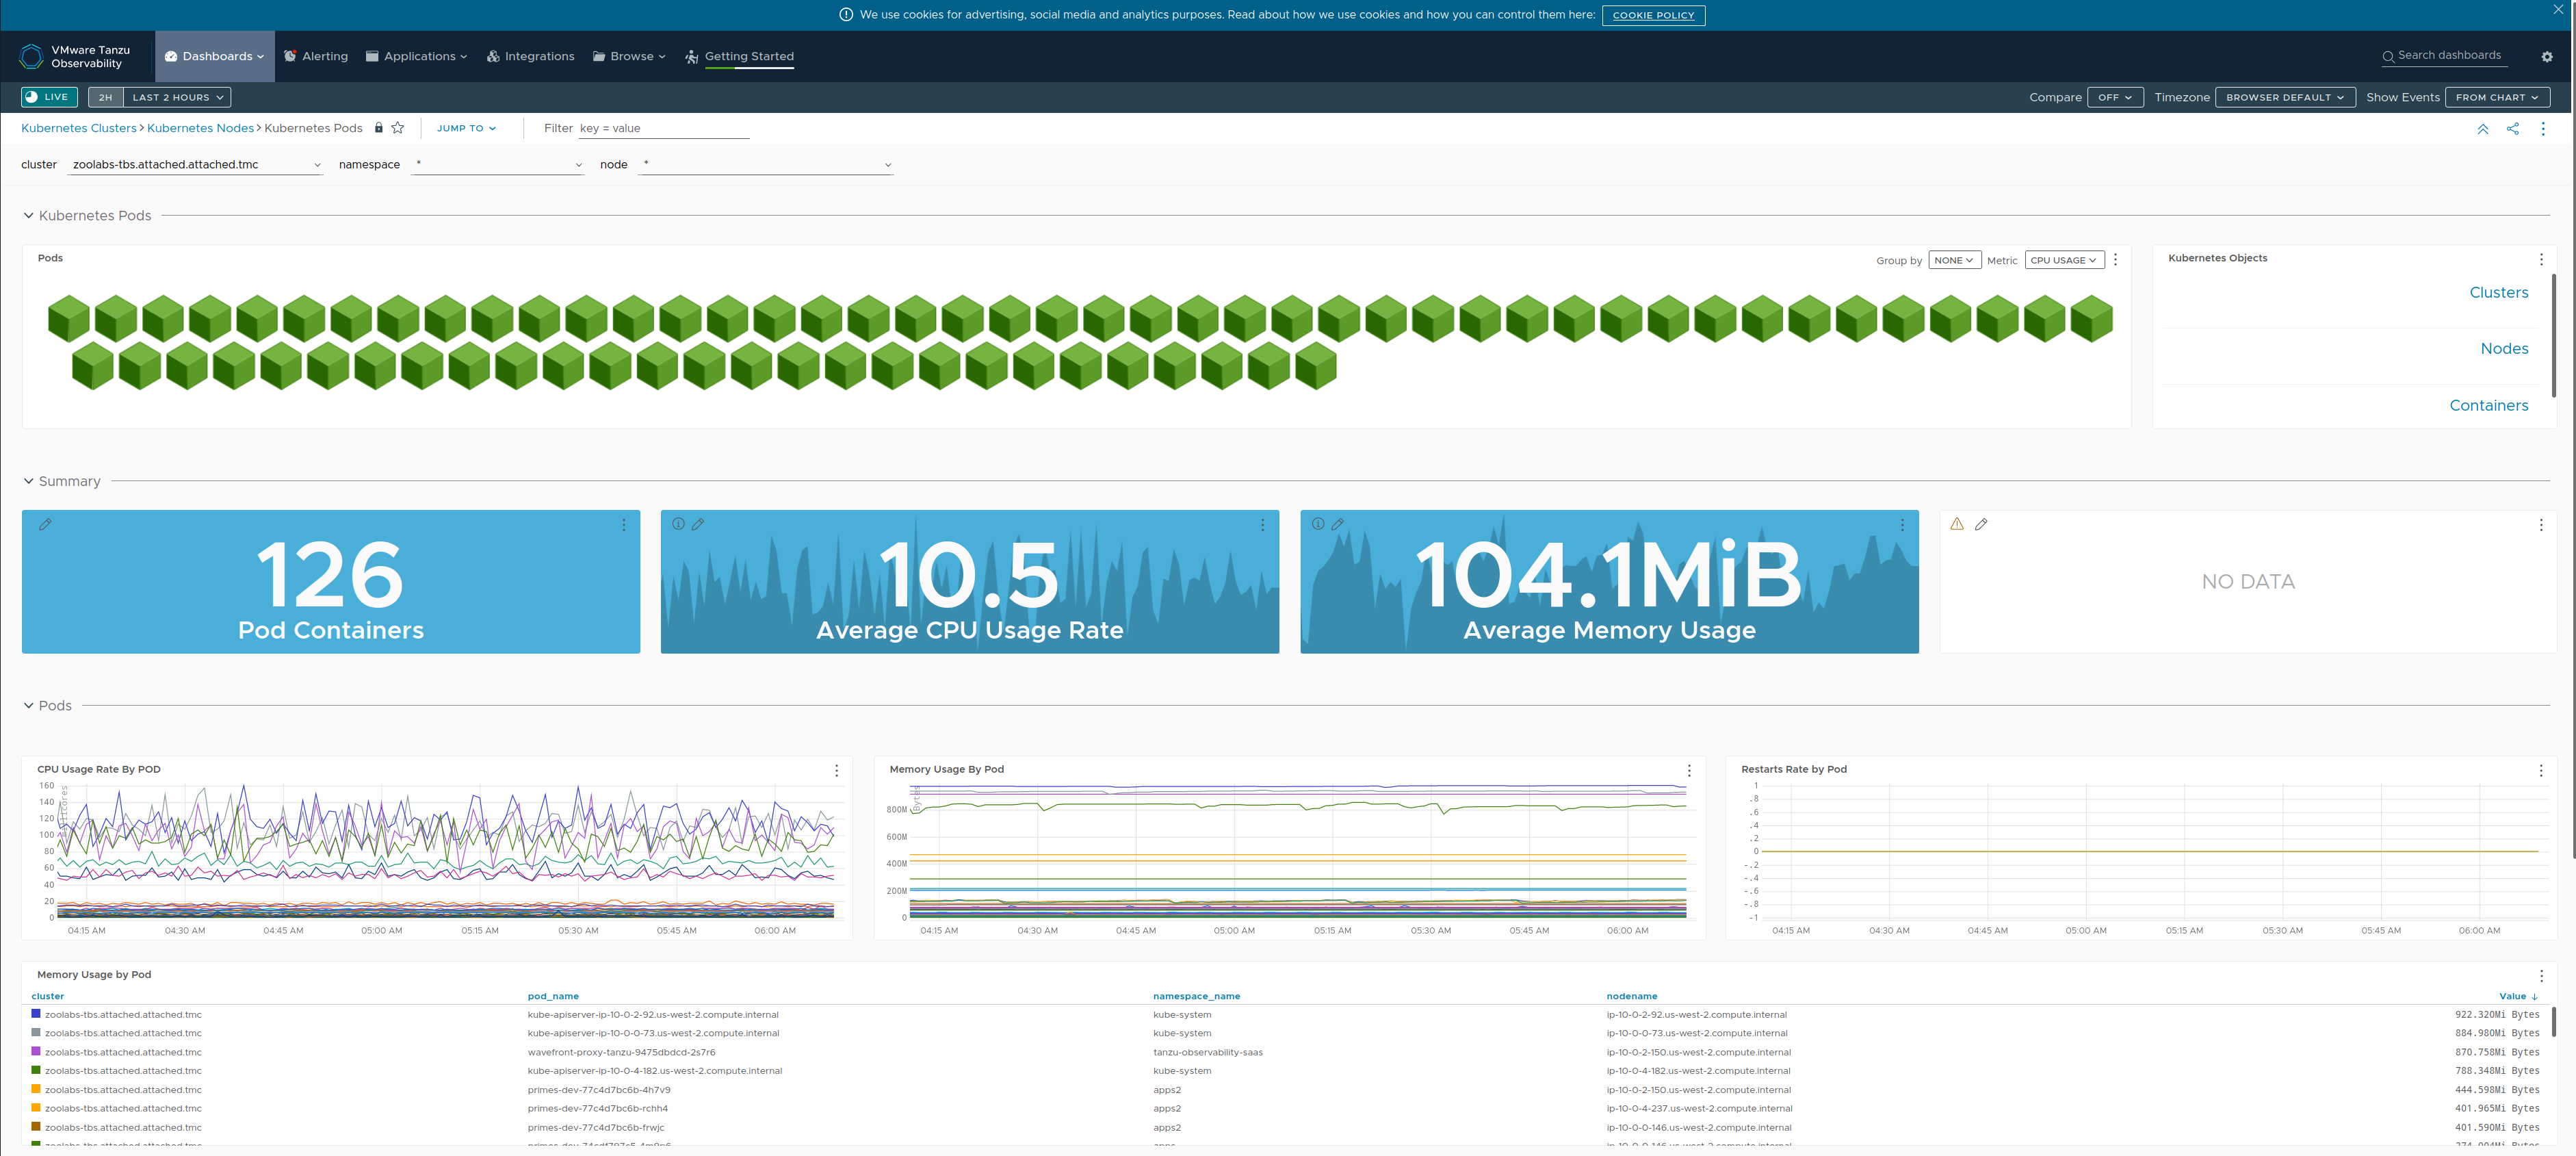 We use cookies for advertising, social media and analytics purposes. Read about how we use cookies and how you can control them here: COOKIE POLICY
VMware Tanzu Observability
Dashboards Alerting Applications Integrations Browse Getting Started Search dashboards
LIVE 2H LAST 2 HOURS Compare OFF Timezone BROWSER DEFAULT Show Events FROM CHART
Kubernetes Clusters > Kubernetes Nodes > Kubernetes Pods JUMP TO Filter key = value
cluster zoolabs-tbs.attached.attached.tmc namespace * node *
Kubernetes Pods
Pods Group by NONE Metric CPU USAGE
Kubernetes Objects
Clusters
Nodes
Containers
Summary
126
Pod Containers
10.5
Average CPU Usage Rate
104.1MiB
Average Memory Usage
NO DATA
Pods
CPU Usage Rate By POD
160
140
120
100
80
60
40
20
0
04:15 AM 04:30 AM 04:45 AM 05:00 AM 05:15 AM 05:30 AM 05:45 AM 06:00 AM
Memory Usage By Pod
Bytes
800M
600M
400M
200M
0
04:15 AM 04:30 AM 04:45 AM 05:00 AM 05:15 AM 05:30 AM 05:45 AM 06:00 AM
Restarts Rate by Pod
1
.8
.6
.4
.2
0
-.2
-.4
-.6
-.8
-1
04:15 AM 04:30 AM 04:45 AM 05:00 AM 05:15 AM 05:30 AM 05:45 AM 06:00 AM
Memory Usage by Pod
cluster pod_name namespace_name nodename Value ↓
zoolabs-tbs.attached.attached.tmc kube-apiserver-ip-10-0-2-92.us-west-2.compute.internal kube-system ip-10-0-2-92.us-west-2.compute.internal 922.320Mi Bytes
zoolabs-tbs.attached.attached.tmc kube-apiserver-ip-10-0-0-73.us-west-2.compute.internal kube-system ip-10-0-0-73.us-west-2.compute.internal 884.980Mi Bytes
zoolabs-tbs.attached.attached.tmc wavefront-proxy-tanzu-9475dbdcd-2s7r6 tanzu-observability-saas ip-10-0-2-150.us-west-2.compute.internal 870.758Mi Bytes
zoolabs-tbs.attached.attached.tmc kube-apiserver-ip-10-0-4-182.us-west-2.compute.internal kube-system ip-10-0-4-182.us-west-2.compute.internal 788.348Mi Bytes
zoolabs-tbs.attached.attached.tmc primes-dev-77c4d7bc6b-4h7v9 apps2 ip-10-0-2-150.us-west-2.compute.internal 444.598Mi Bytes
zoolabs-tbs.attached.attached.tmc primes-dev-77c4d7bc6b-rchh4 apps2 ip-10-0-4-237.us-west-2.compute.internal 401.965Mi Bytes
zoolabs-tbs.attached.attached.tmc primes-dev-77c4d7bc6b-frwjc apps2 ip-10-0-0-146.us-west-2.compute.internal 401.590Mi Bytes